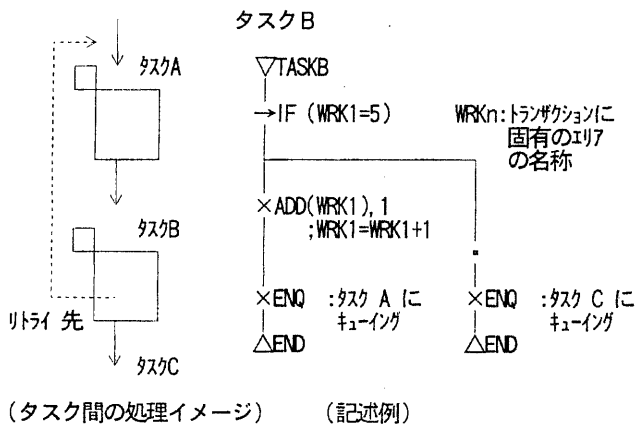 タスクB
タスクA
▽TASKB
→IF (WRK1=5)
WRKn:トランザクションに
固有のエリア
の名称
×ADD(WRK1),1
;WRK1=WRK1+1
タスクB
×ENQ :タスク A に
キューイング
△END
×ENQ :タスク C に
キューイング
△END
リトライ 先
タスクC
(タスク間の処理イメージ) (記述例)